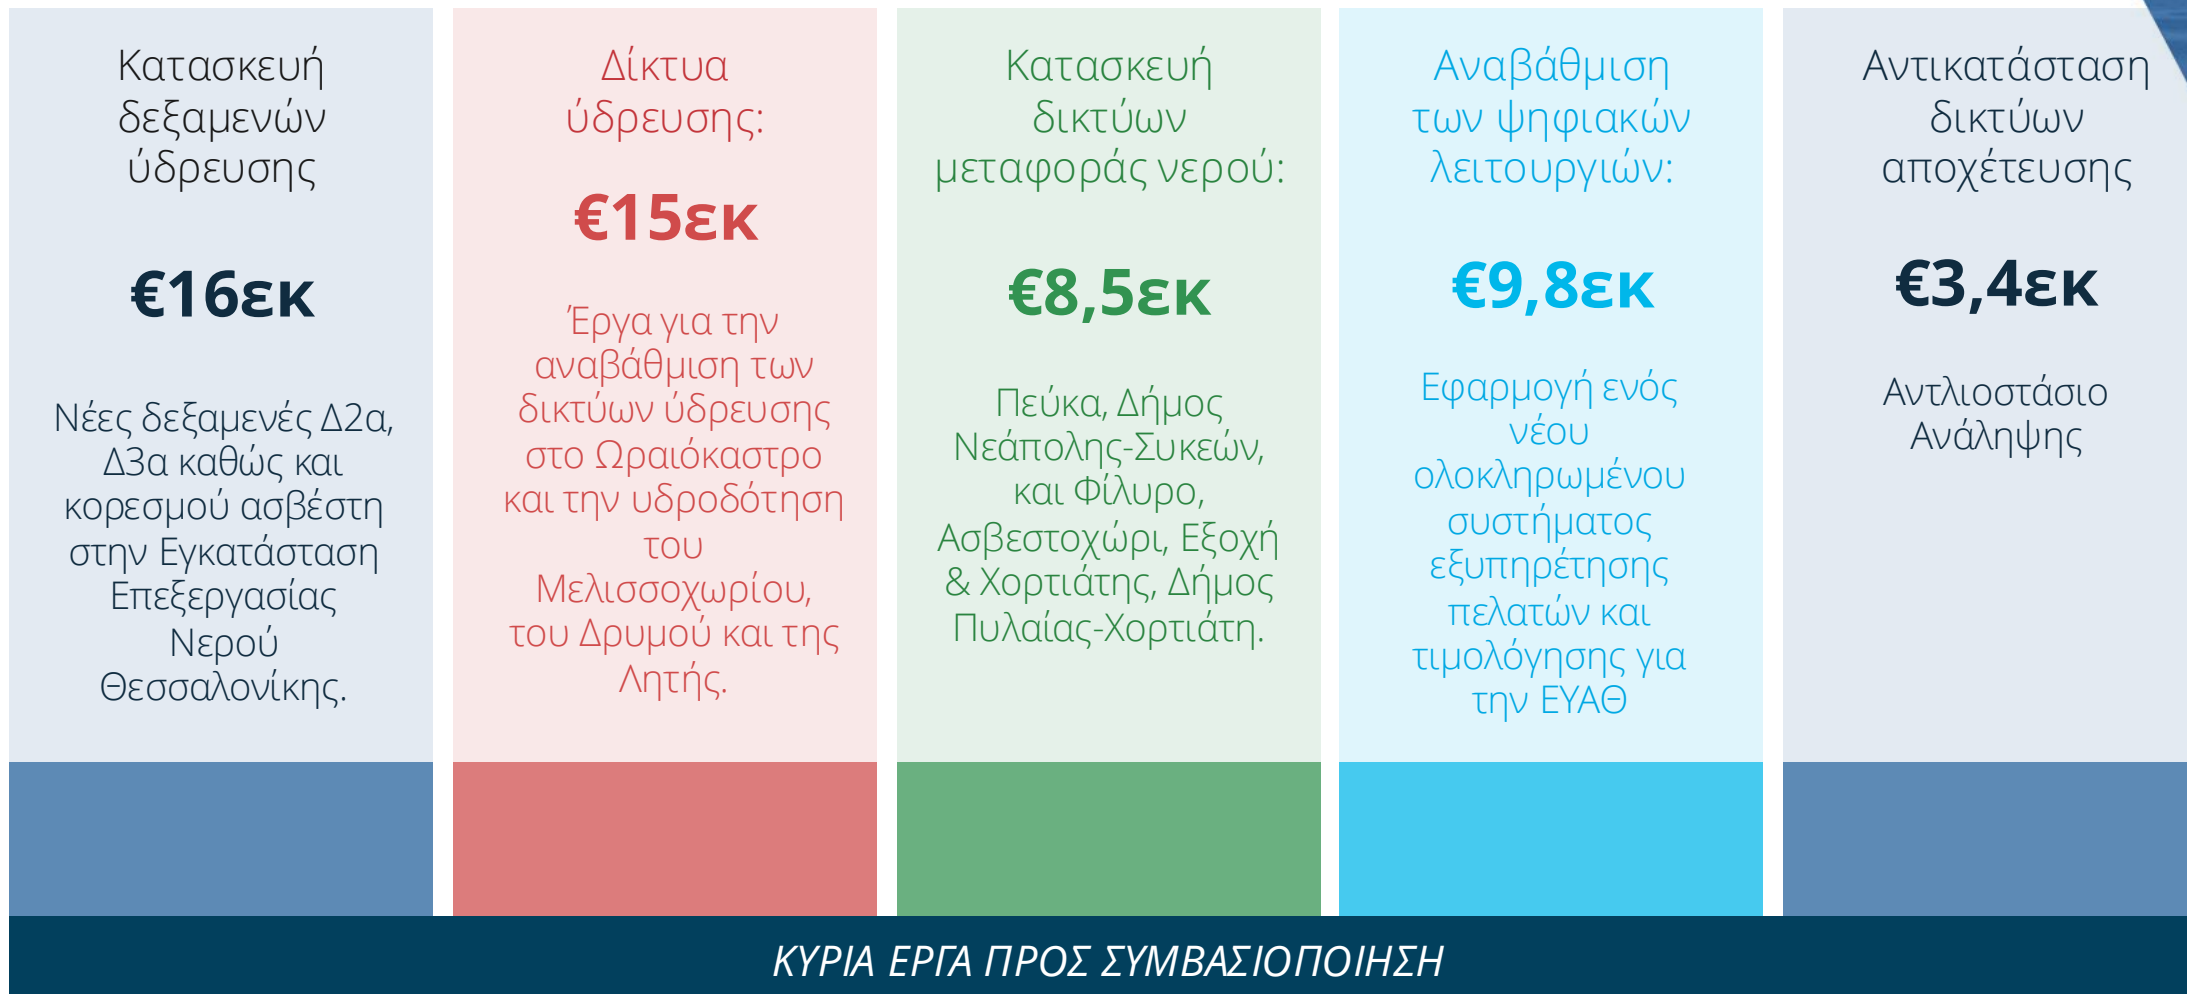 Κατασκευή
δεξαμενών
ύδρευσης
€16εκ
Νέες δεξαμενές Δ2α,
Δ3α καθώς και
κορεσμού ασβέστη
στην Εγκατάσταση
Επεξεργασίας
Νερού
Θεσσαλονίκης.
Δίκτυα
ύδρευσης:
€15εκ
Έργα για την
αναβάθμιση των
δικτύων ύδρευσης
στο Ωραιόκαστρο
και την υδροδότηση
του
Μελισσοχωρίου,
του Δρυμού και της
Λητής.
Κατασκευή
δικτύων
μεταφοράς νερού:
€8,5εκ
Πεύκα, Δήμος
Νεάπολης-Συκεών,
και Φίλυρο,
Ασβεστοχώρι, Εξοχή
& Χορτιάτης, Δήμος
Πυλαίας-Χορτιάτη.
Αναβάθμιση
των ψηφιακών
λειτουργιών:
€9,8εκ
Εφαρμογή ενός
νέου
ολοκληρωμένου
συστήματος
εξυπηρέτησης
πελατών και
τιμολόγησης για
την ΕΥΑΘ
Αντικατάσταση
δικτύων
αποχέτευσης
€3,4εκ
Αντλιοστάσιο
Ανάληψης
ΚΥΡΙΑ ΕΡΓΑ ΠΡΟΣ ΣΥΜΒΑΣΙΟΠΟΙΗΣΗ